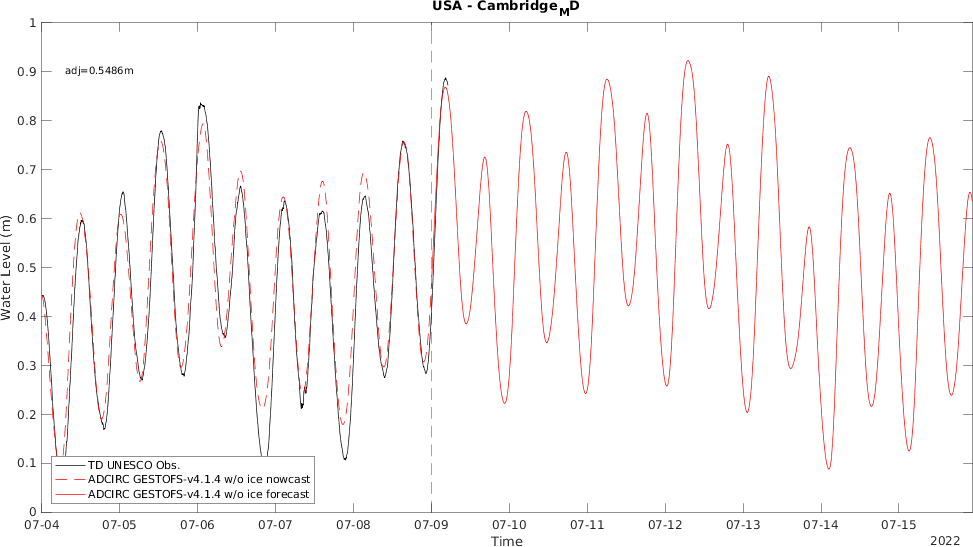 USA - Cambridge_MD
1
0.9
adj=0.5486m
0.8
0.7
0.6
0.5
0.4
0.3
0.2
0.1
0
Water Level (m)
TD UNESCO Obs.
ADCIRC GESTOFS-v4.1.4 w/o ice nowcast
ADCIRC GESTOFS-v4.1.4 w/o ice forecast
07-04 07-05 07-06 07-07 07-08 07-09 07-10 07-11 07-12 07-13 07-14 07-15
Time
2022